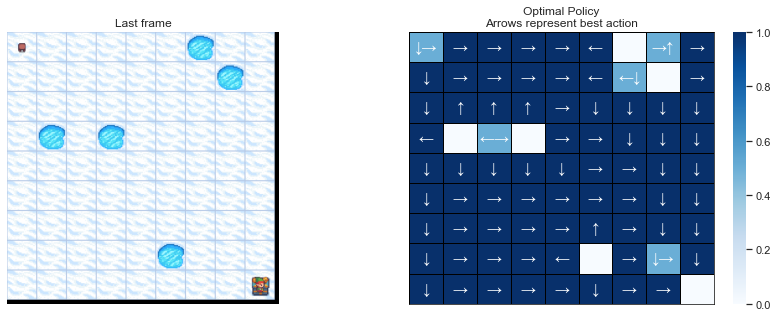 Last frame
Optimal Policy
Arrows represent best action
↓→ → → → → ← →↑ →
↓ → → → → ← ←↓ →
↓ ↑ ↑ ↑ → ↓ ↓ ↓ ↓
← ←→ → → ↓ ↓ ↓
↓ ↓ ↓ ↓ ↓ → → ↓ ↓
↓ → → → → → → ↓ ↓
↓ → → → → ↑ → ↓ ↓
↓ → → → ← → ↓→ ↓
↓ → → → → ↓ → →
1.0
0.8
0.6
0.4
0.2
0.0